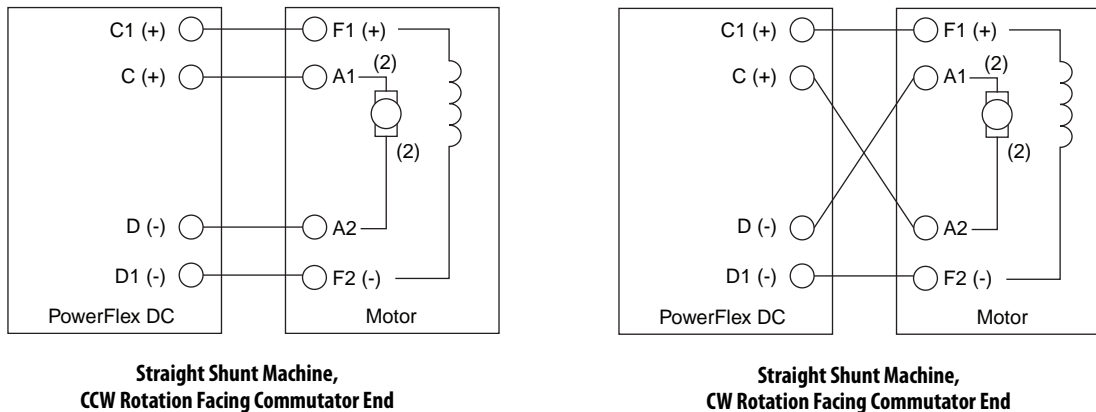 C1 (+)
F1 (+)
C (+)
A1
(2)
(2)
D (-)
A2
D1 (-)
F2 (-)
PowerFlex DC
Motor
Straight Shunt Machine,
CCW Rotation Facing Commutator End
C1 (+)
F1 (+)
C (+)
A1
(2)
(2)
D (-)
A2
D1 (-)
F2 (-)
PowerFlex DC
Motor
Straight Shunt Machine,
CW Rotation Facing Commutator End